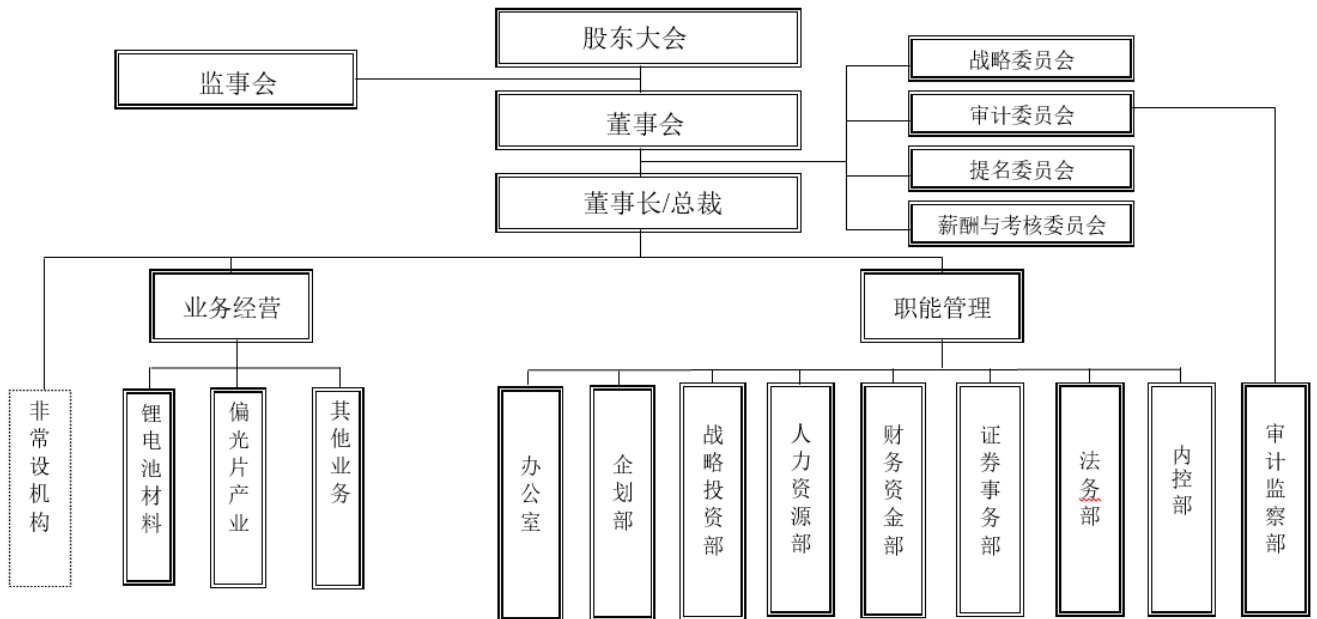 股东大会
监事会
战略委员会
审计委员会
董事会
提名委员会
董事长/总裁
薪酬与考核委员会
业务经营
职能管理
非常设机构
锂电池材料
偏光片产业
其他业务
办公室
企划部
战略投资部
人力资源部
财务资金部
证券事务部
法务部
内控部
审计监察部